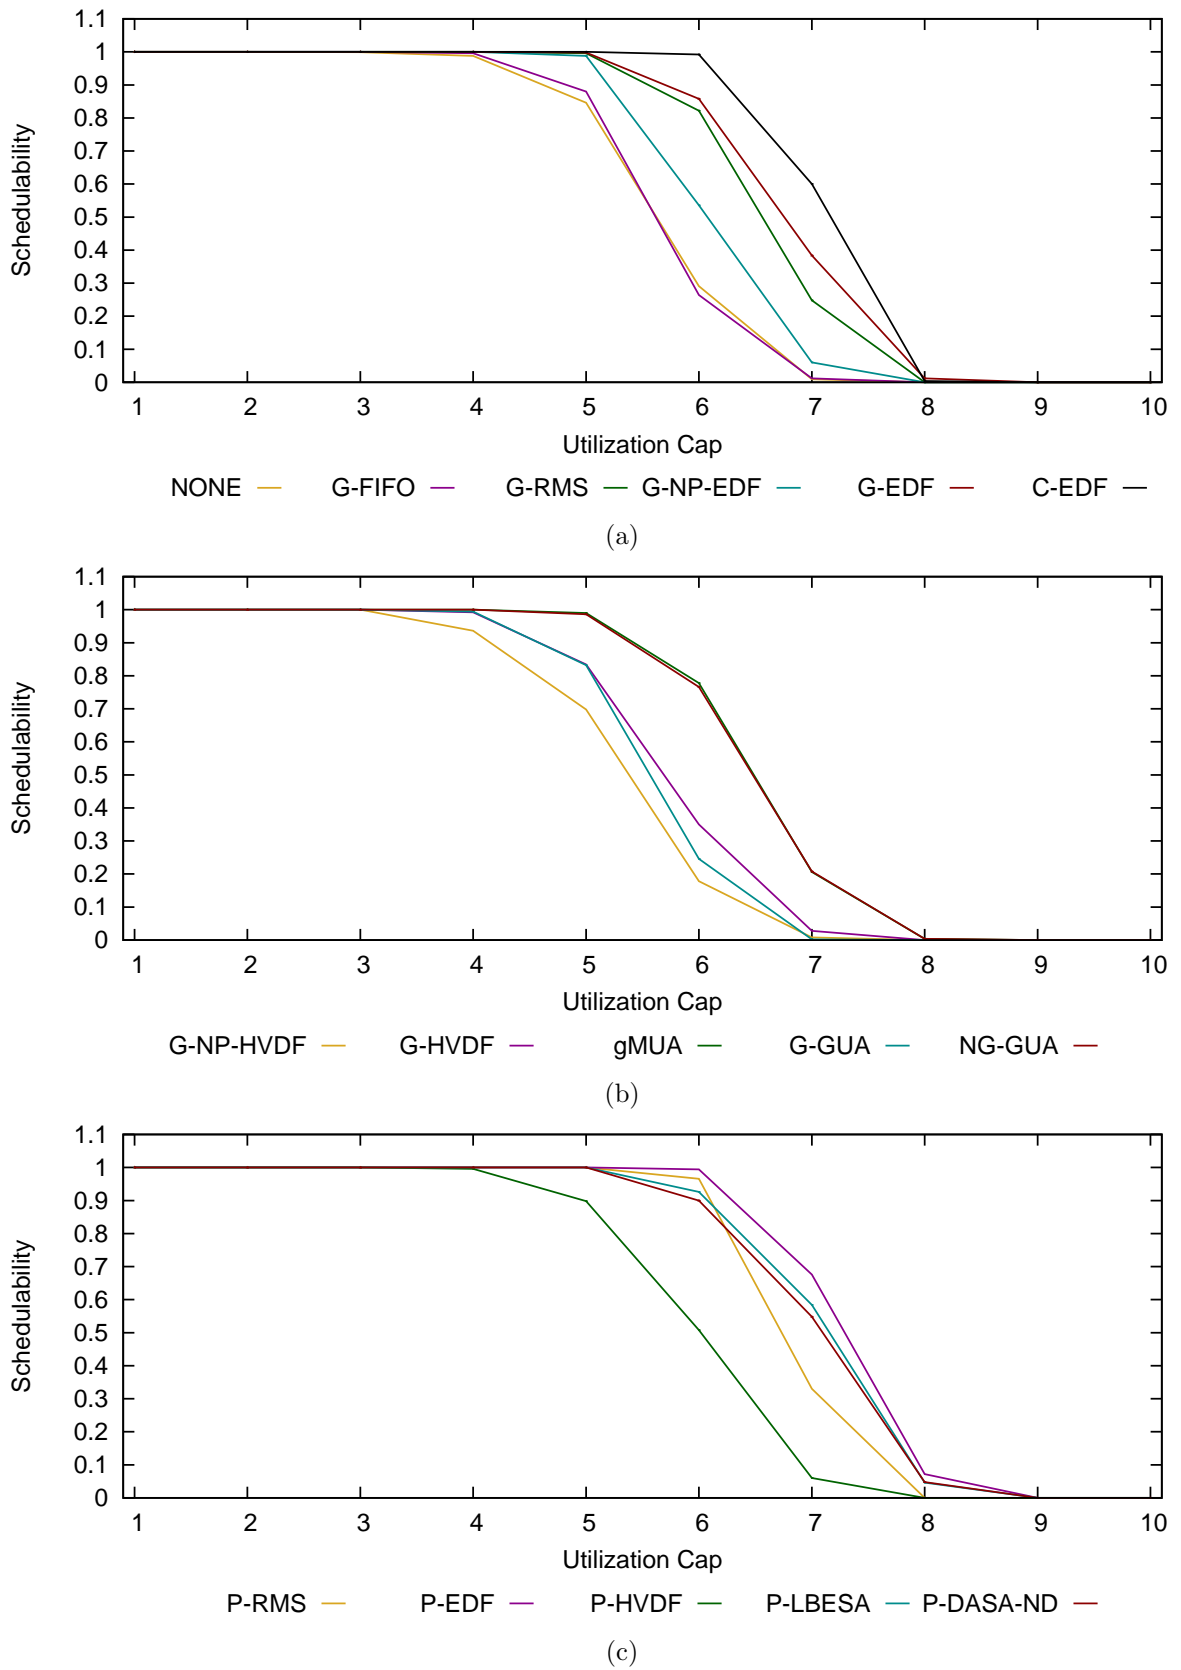 1.1
1
0.9
0.8
0.7
0.6
0.5
0.4
0.3
0.2
0.1
0
Schedulability
1 2 3 4 5 6 7 8 9 10
Utilization Cap
NONE G-FIFO G-RMS G-NP-EDF G-EDF C-EDF
(a)
1.1
1
0.9
0.8
0.7
0.6
0.5
0.4
0.3
0.2
0.1
0
Schedulability
1 2 3 4 5 6 7 8 9 10
Utilization Cap
G-NP-HVDF G-HVDF gMUA G-GUA NG-GUA
(b)
1.1
1
0.9
0.8
0.7
0.6
0.5
0.4
0.3
0.2
0.1
0
Schedulability
1 2 3 4 5 6 7 8 9 10
Utilization Cap
P-RMS P-EDF P-HVDF P-LBESA P-DASA-ND
(c)